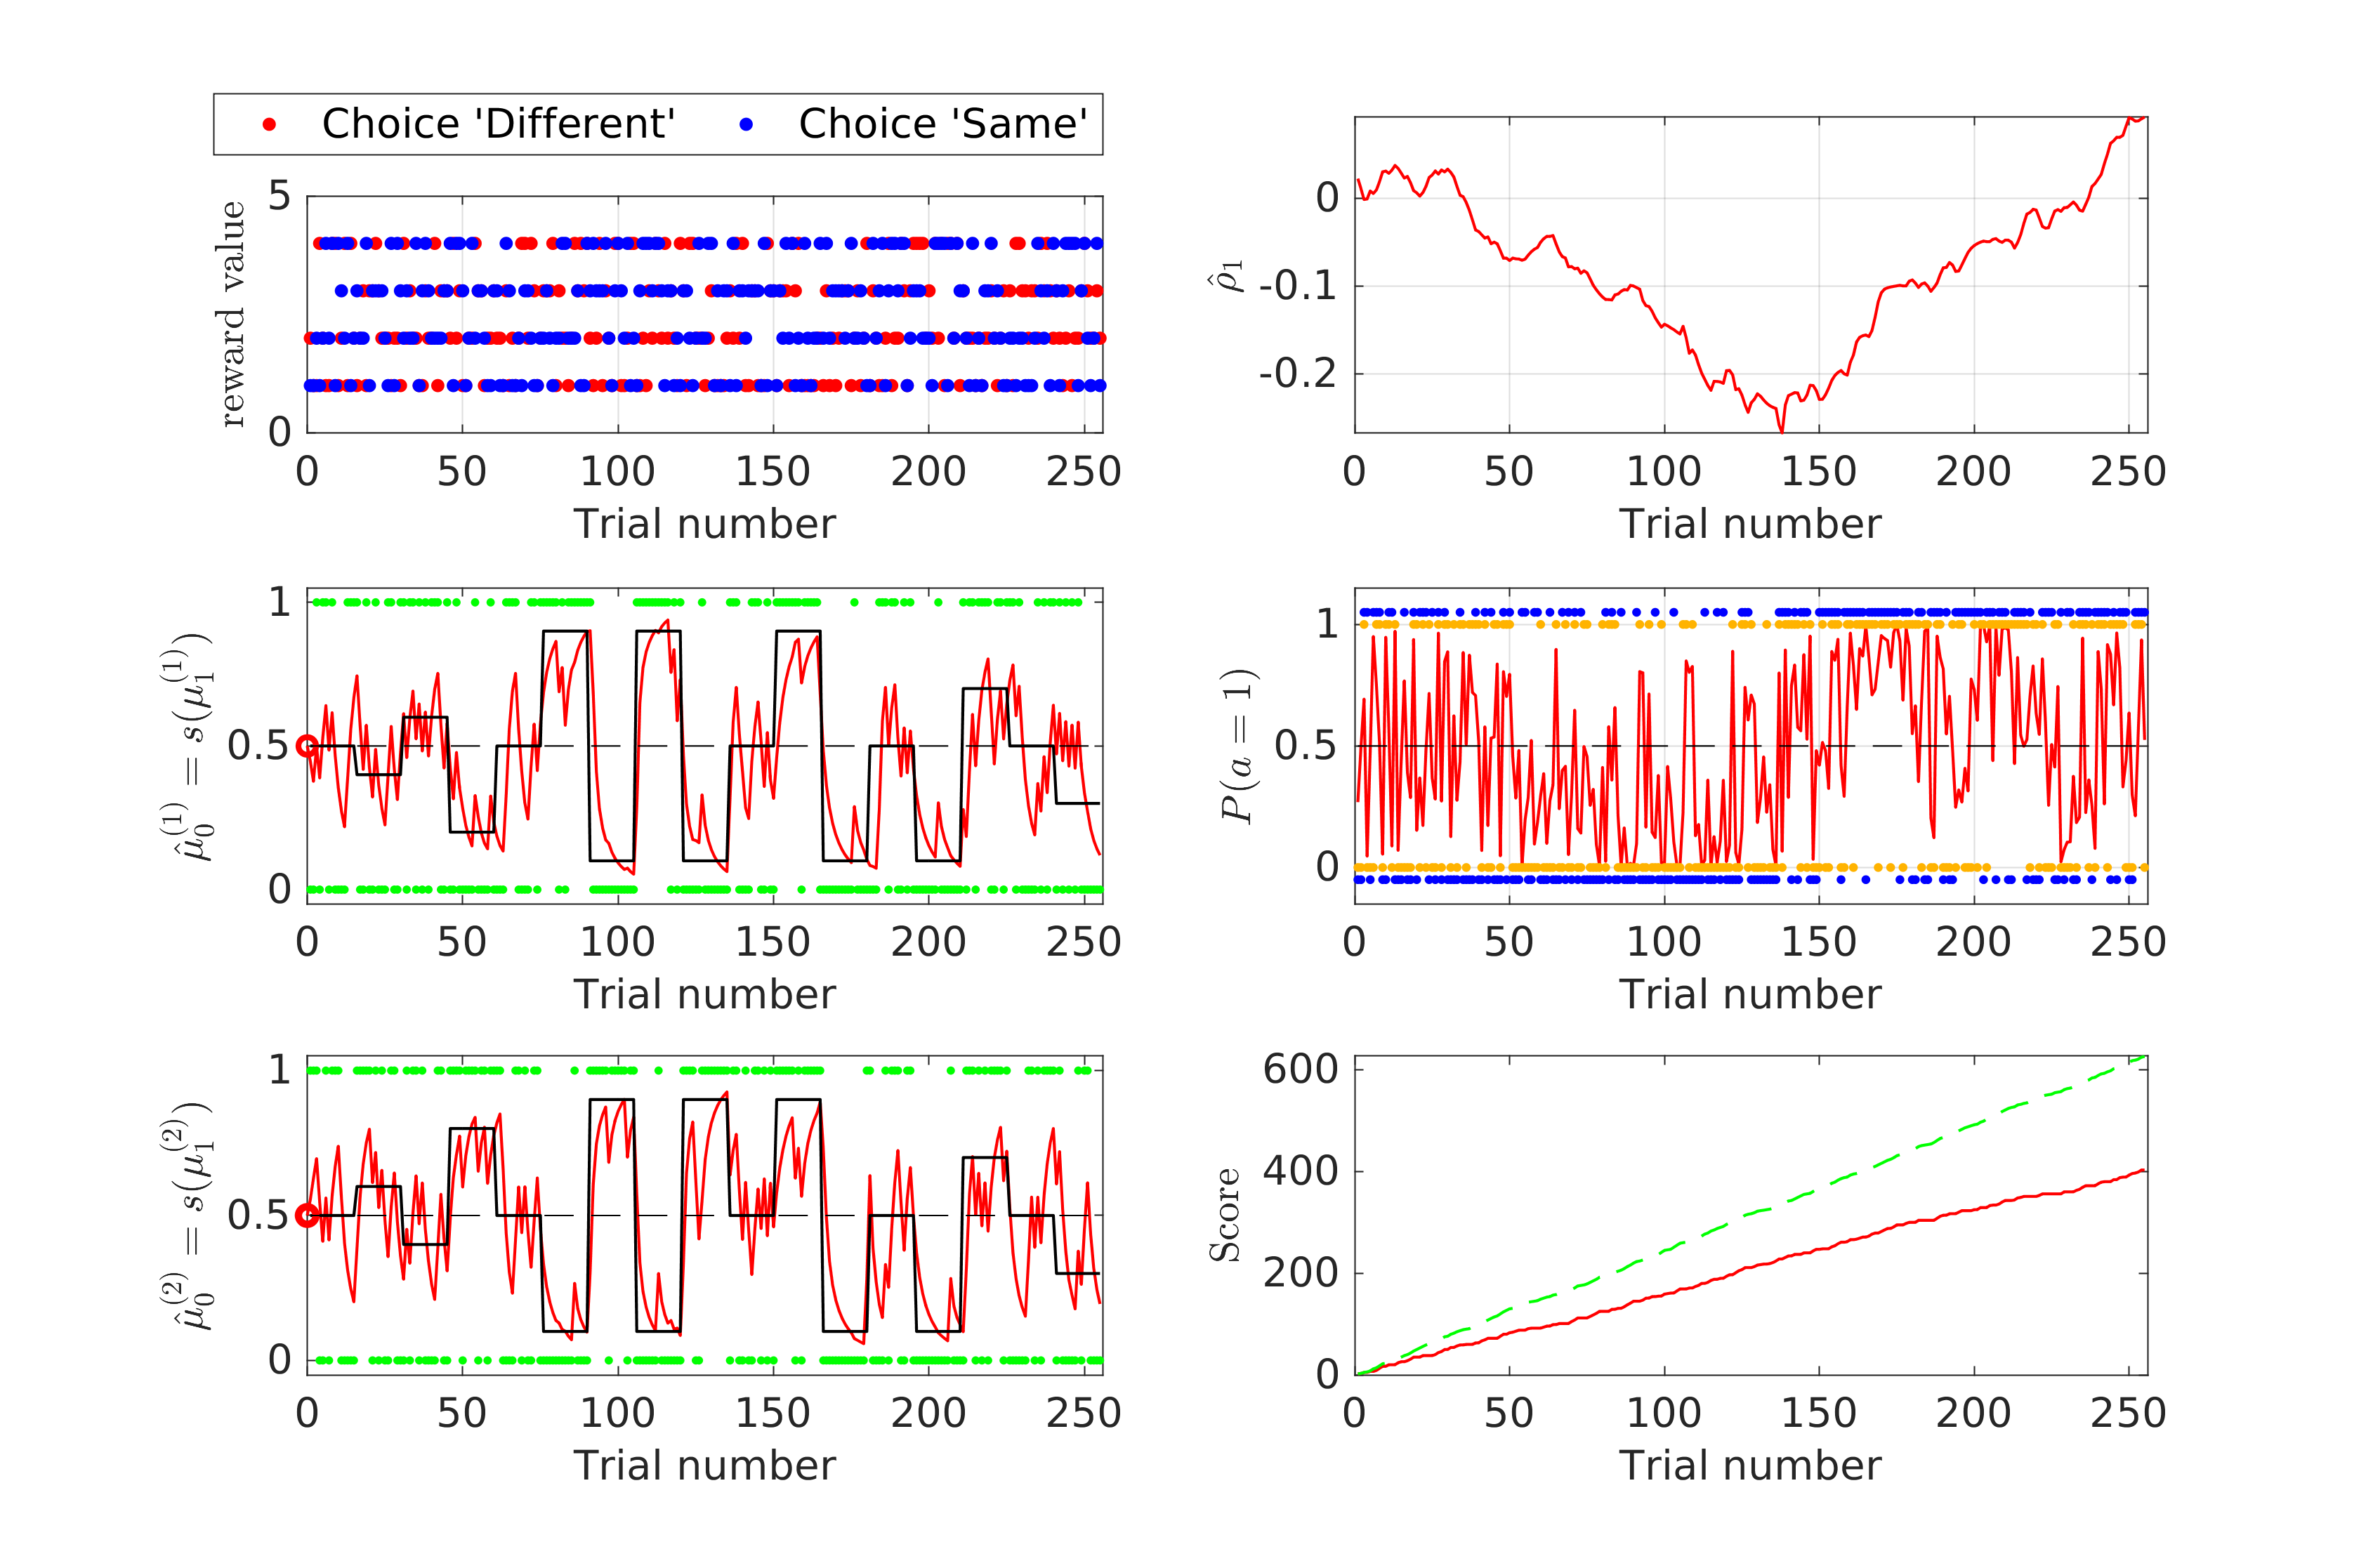 Choice 'Different' Choice 'Same'
5
0
reward value
0 50 100 150 200 250
Trial number
0
-0.1
-0.2
ρ̂₁
0 50 100 150 200 250
Trial number
1
0.5
0
μ̂₀⁽¹⁾ = s(μ₁⁽¹⁾)
0 50 100 150 200 250
Trial number
1
0.5
0
P(a = 1)
0 50 100 150 200 250
Trial number
1
0.5
0
μ̂₀⁽²⁾ = s(μ₁⁽²⁾)
0 50 100 150 200 250
Trial number
600
400
200
0
Score
0 50 100 150 200 250
Trial number